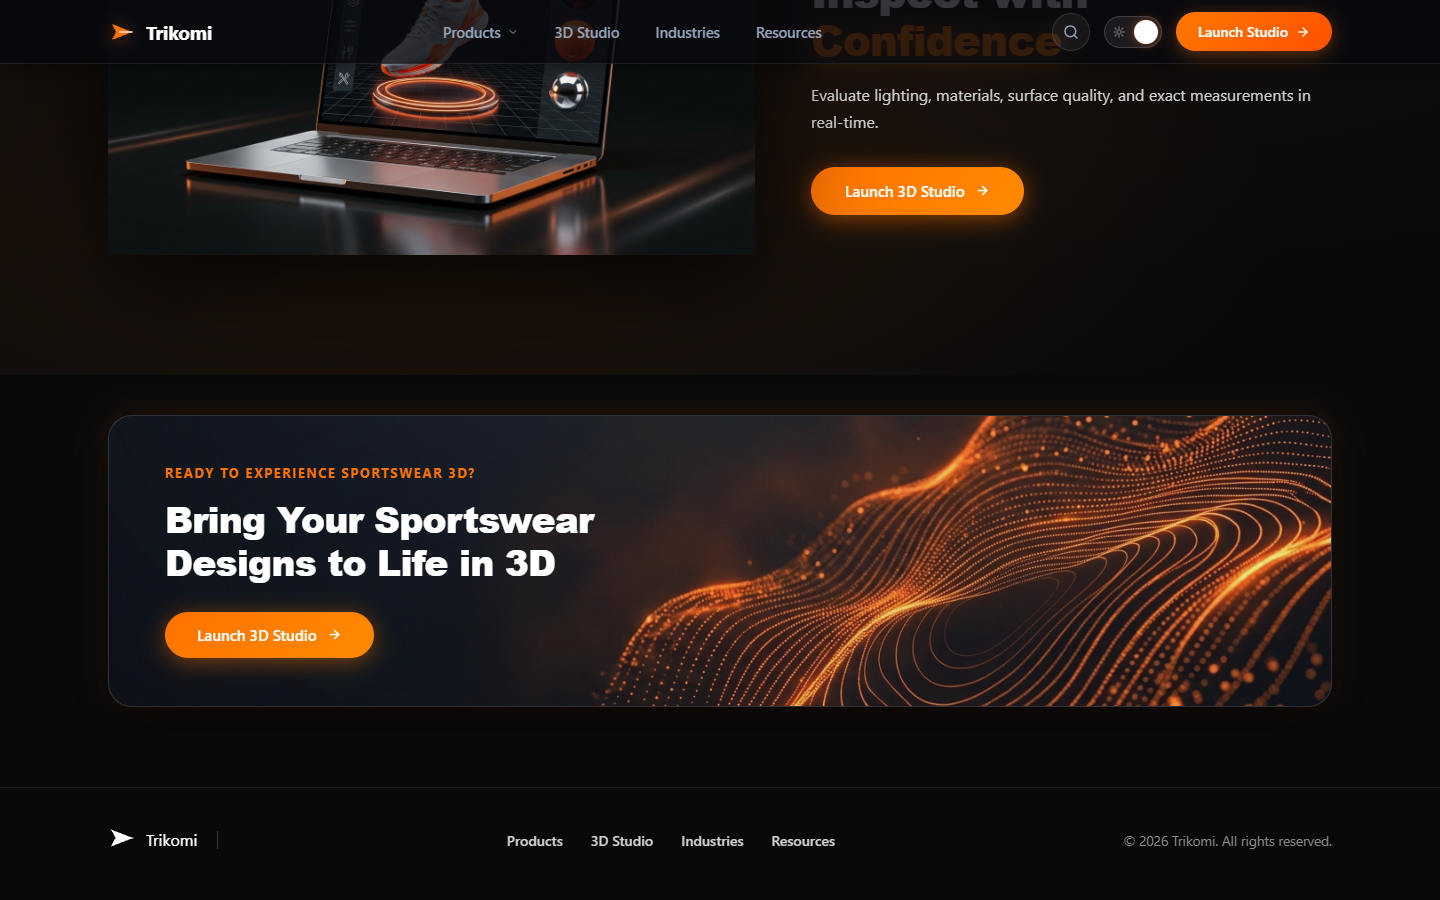 Trikomi
Products
3D Studio
Industries
Resources
Launch Studio
Inspect with
Confidence
Evaluate lighting, materials, surface quality, and exact measurements in
real-time.
Launch 3D Studio
READY TO EXPERIENCE SPORTSWEAR 3D?
Bring Your Sportswear
Designs to Life in 3D
Launch 3D Studio
Trikomi
Products
3D Studio
Industries
Resources
© 2026 Trikomi. All rights reserved.